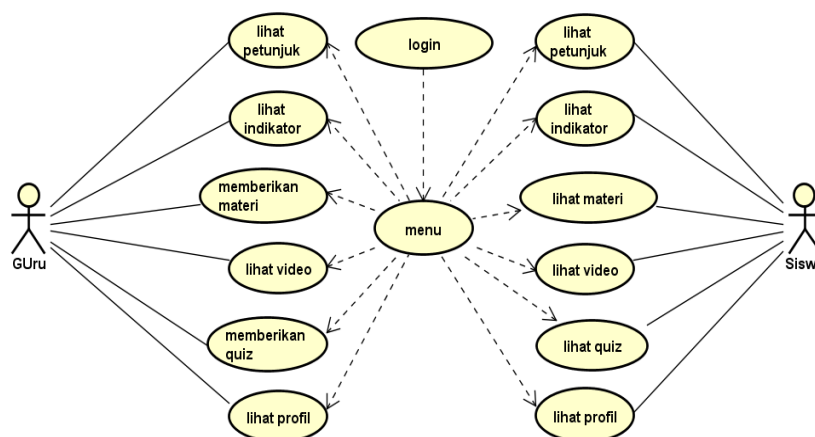 lihat
petunjuk
login
lihat
petunjuk
lihat
indikator
lihat
indikator
memberikan
materi
lihat materi
menu
GUru
Sisw
lihat video
lihat video
memberikan
quiz
lihat quiz
lihat profil
lihat profil